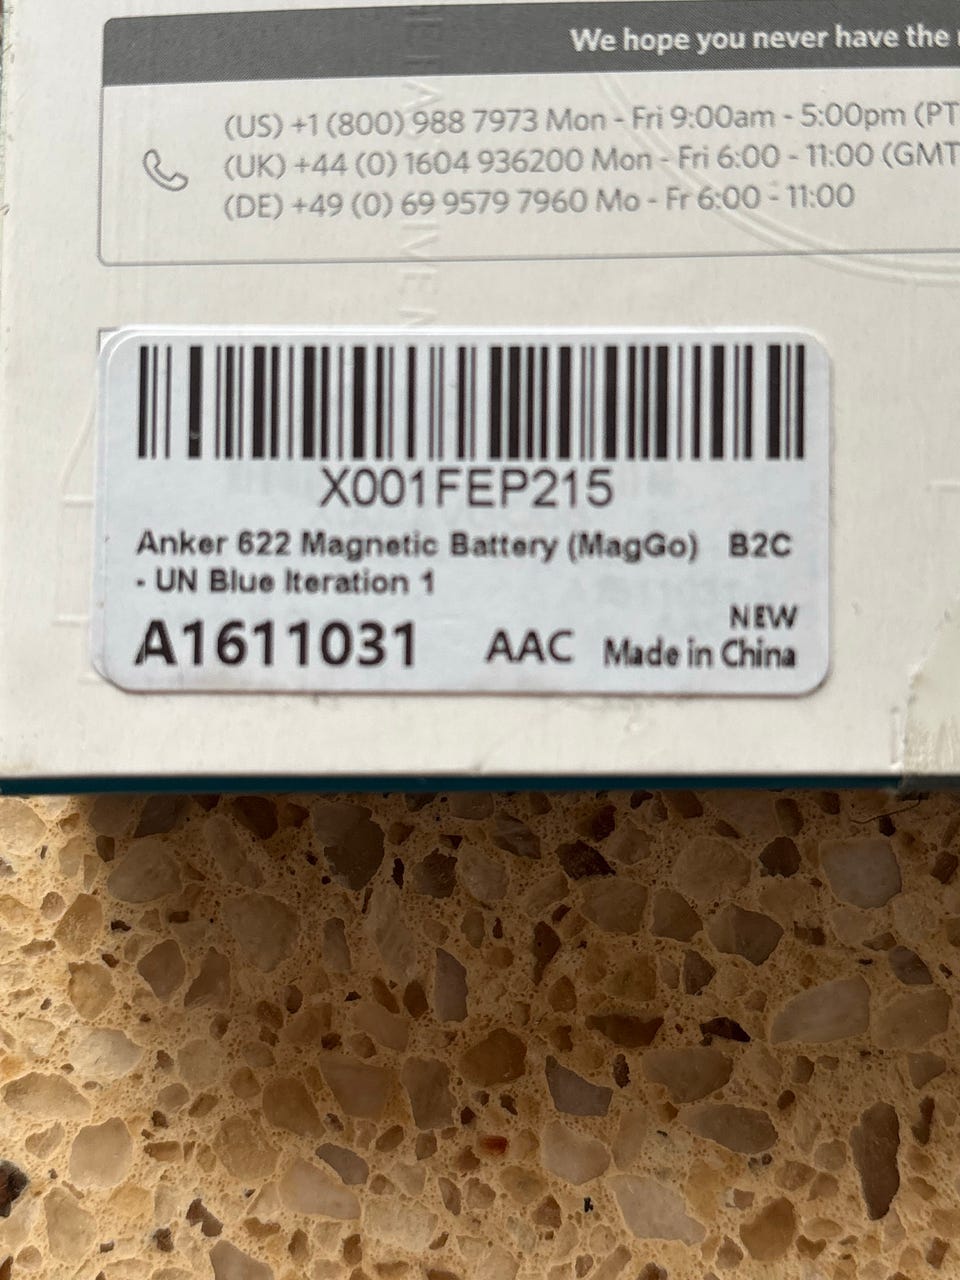 We hope you never have the
(US) +1 (800) 988 7973 Mon - Fri 9:00am - 5:00pm (PT
(UK) +44 (0) 1604 936200 Mon - Fri 6:00 - 11:00 (GMT
(DE) +49 (0) 69 9579 7960 Mo - Fr 6:00 - 11:00
X001FEP215
Anker 622 Magnetic Battery (MagGo) B2C
- UN Blue Iteration 1
NEW
A1611031 AAC Made in China